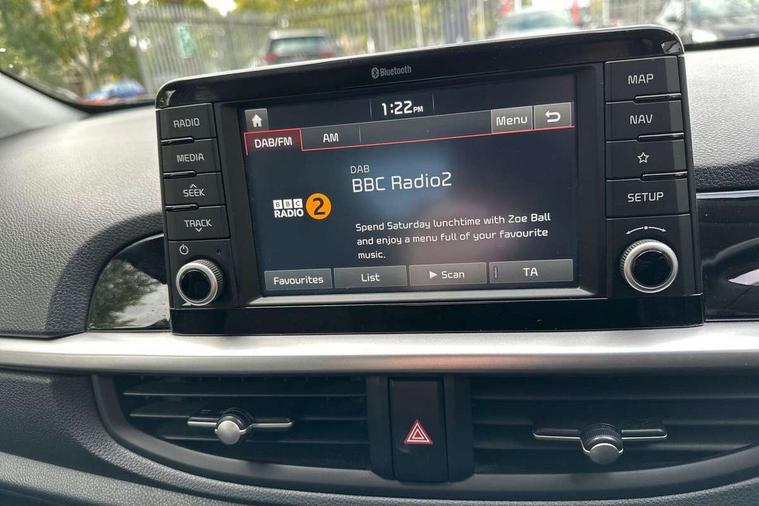 Bluetooth
RADIO
MEDIA
SEEK
TRACK
1:22PM
Menu
DAB/FM
AM
DAB
BBC Radio2
BBC
RADIO 2
Spend Saturday lunchtime with Zoe Ball
and enjoy a menu full of your favourite
music.
Favourites
List
Scan
TA
MAP
NAV
SETUP